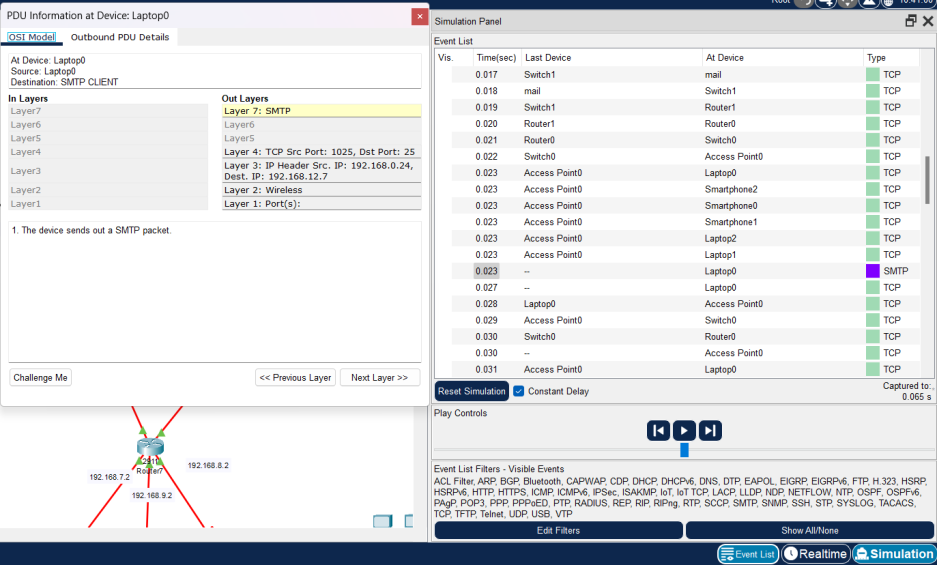 Root
10:41:00
PDU Information at Device: Laptop0
OSI Model Outbound PDU Details
At Device: Laptop0
Source: Laptop0
Destination: SMTP CLIENT
In Layers
Layer7
Layer6
Layer5
Layer4
Layer3
Layer2
Layer1
Out Layers
Layer 7: SMTP
Layer6
Layer5
Layer 4: TCP Src Port: 1025, Dst Port: 25
Layer 3: IP Header Src. IP: 192.168.0.24,
Dest. IP: 192.168.12.7
Layer 2: Wireless
Layer 1: Port(s):
1. The device sends out a SMTP packet.
Challenge Me << Previous Layer Next Layer >>
Router7
192.168.8.2
192.168.7.2
192.168.9.2
Simulation Panel
Event List
Vis. Time(sec) Last Device At Device Type
0.017 Switch1 mail TCP
0.018 mail Switch1 TCP
0.019 Switch1 Router1 TCP
0.020 Router1 Router0 TCP
0.021 Router0 Switch0 TCP
0.022 Switch0 Access Point0 TCP
0.023 Access Point0 Laptop0 TCP
0.023 Access Point0 Smartphone2 TCP
0.023 Access Point0 Smartphone0 TCP
0.023 Access Point0 Smartphone1 TCP
0.023 Access Point0 Laptop2 TCP
0.023 Access Point0 Laptop1 TCP
0.023 -- Laptop0 SMTP
0.027 -- Laptop0 TCP
0.028 Laptop0 Access Point0 TCP
0.029 Access Point0 Switch0 TCP
0.030 Switch0 Router0 TCP
0.030 -- Access Point0 TCP
0.031 Access Point0 Laptop0 TCP
Reset Simulation Constant Delay
Captured to:
0.065 s
Play Controls
Event List Filters - Visible Events
ACL Filter, ARP, BGP, Bluetooth, CAPWAP, CDP, DHCP, DHCPv6, DNS, DTP, EAPOL, EIGRP, EIGRPv6, FTP, H.323, HSRP,
HSRPv6, HTTP, HTTPS, ICMP, ICMPv6, IPSec, ISAKMP, IoT, IoT TCP, LACP, LLDP, NDP, NETFLOW, NTP, OSPF, OSPFv6,
PAgP, POP3, PPP, PPPoED, PTP, RADIUS, REP, RIP, RIPng, RTP, SCCP, SMTP, SNMP, SSH, STP, SYSLOG, TACACS,
TCP, TFTP, Telnet, UDP, USB, VTP
Edit Filters Show All/None
Event List Realtime Simulation